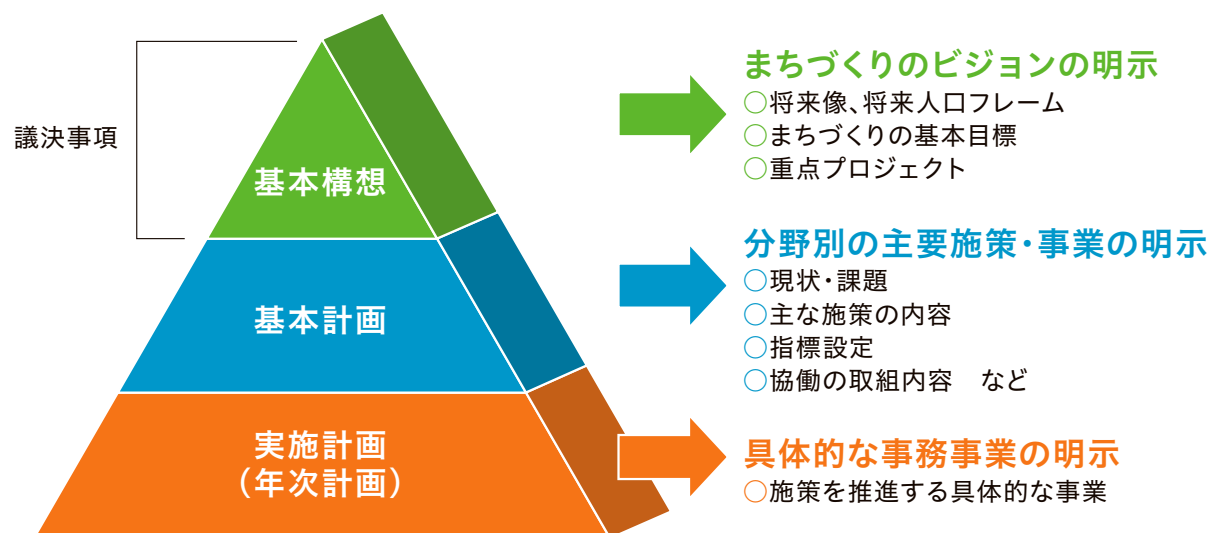 議決事項
基本構想
まちづくりのビジョンの明示
○将来像、将来人口フレーム
○まちづくりの基本目標
○重点プロジェクト
基本計画
分野別の主要施策・事業の明示
○現状・課題
○主な施策の内容
○指標設定
○協働の取組内容　など
実施計画
（年次計画）
具体的な事務事業の明示
○施策を推進する具体的な事業